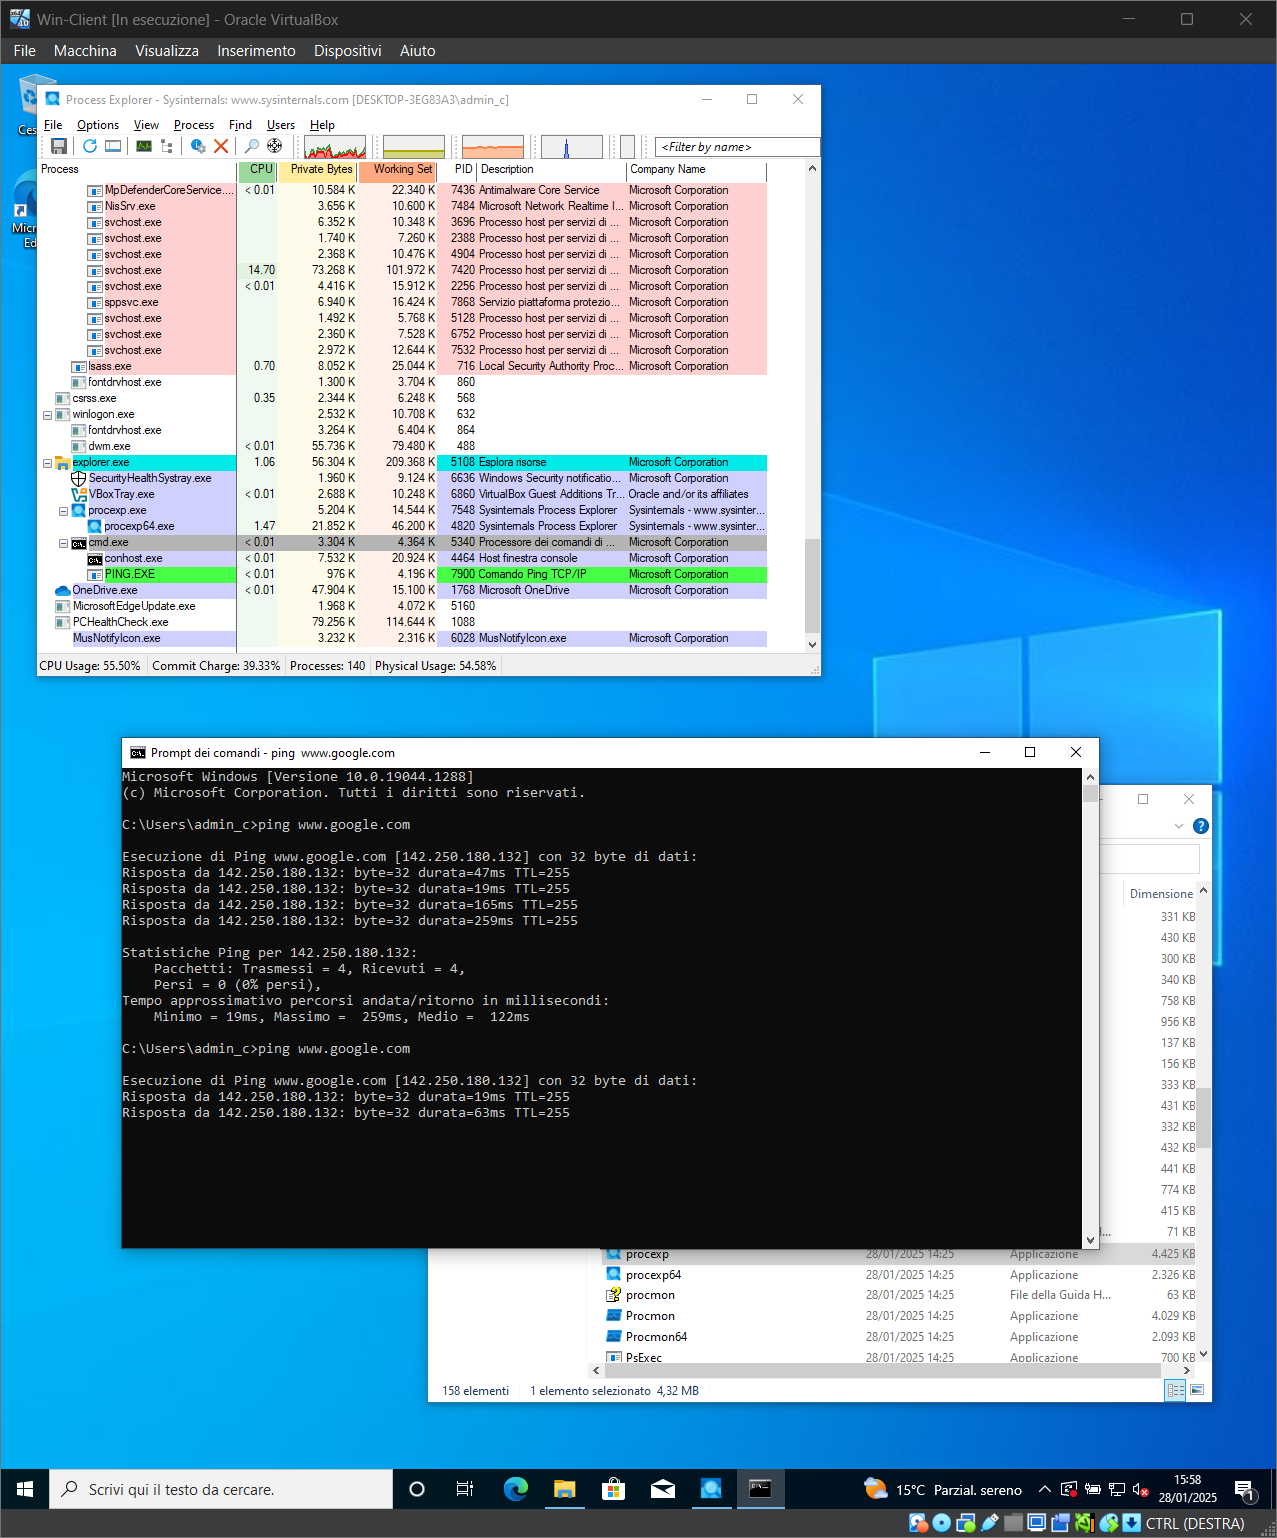 Win-Client [In esecuzione] - Oracle VirtualBox
File Macchina Visualizza Inserimento Dispositivi Aiuto
Process Explorer - Sysinternals: www.sysinternals.com [DESKTOP-3EG83A3\admin_c]
File Options View Process Find Users Help
<Filter by name>
Process CPU Private Bytes Working Set PID Description Company Name
MpDefenderCoreService.... < 0.01 10.584 K 22.340 K 7436 Antimalware Core Service Microsoft Corporation
NisSrv.exe 3.656 K 10.600 K 7484 Microsoft Network Realtime I... Microsoft Corporation
svchost.exe 6.352 K 10.348 K 3696 Processo host per servizi di ... Microsoft Corporation
svchost.exe 1.740 K 7.260 K 2388 Processo host per servizi di ... Microsoft Corporation
svchost.exe 2.368 K 10.476 K 4904 Processo host per servizi di ... Microsoft Corporation
svchost.exe 14.70 73.268 K 101.972 K 7420 Processo host per servizi di ... Microsoft Corporation
svchost.exe < 0.01 4.416 K 15.912 K 2256 Processo host per servizi di ... Microsoft Corporation
sppsvc.exe 6.940 K 16.424 K 7868 Servizio piattaforma protezio... Microsoft Corporation
svchost.exe 1.492 K 5.768 K 5128 Processo host per servizi di ... Microsoft Corporation
svchost.exe 2.360 K 7.528 K 6752 Processo host per servizi di ... Microsoft Corporation
svchost.exe 2.972 K 12.644 K 7532 Processo host per servizi di ... Microsoft Corporation
lsass.exe 0.70 8.052 K 25.044 K 716 Local Security Authority Proc... Microsoft Corporation
fontdrvhost.exe 1.300 K 3.704 K 860
csrss.exe 0.35 2.344 K 6.248 K 568
winlogon.exe 2.532 K 10.708 K 632
fontdrvhost.exe 3.264 K 6.404 K 864
dwm.exe < 0.01 55.736 K 79.480 K 488
explorer.exe 1.06 56.304 K 209.368 K 5108 Esplora risorse Microsoft Corporation
SecurityHealthSystray.exe 1.960 K 9.124 K 6636 Windows Security notificatio... Microsoft Corporation
VBoxTray.exe < 0.01 2.688 K 10.248 K 6860 VirtualBox Guest Additions Tr... Oracle and/or its affiliates
procexp.exe 5.204 K 14.544 K 7548 Sysinternals Process Explorer Sysinternals - www.sysinter...
procexp64.exe 1.47 21.852 K 46.200 K 4820 Sysinternals Process Explorer Sysinternals - www.sysinter...
cmd.exe < 0.01 3.304 K 4.364 K 5340 Processore dei comandi di ... Microsoft Corporation
conhost.exe < 0.01 7.532 K 20.924 K 4464 Host finestra console Microsoft Corporation
PING.EXE < 0.01 976 K 4.196 K 7900 Comando Ping TCP/IP Microsoft Corporation
OneDrive.exe < 0.01 47.904 K 15.100 K 1768 Microsoft OneDrive Microsoft Corporation
MicrosoftEdgeUpdate.exe 1.968 K 4.072 K 5160
PCHealthCheck.exe 79.256 K 114.644 K 1088
MusNotifyIcon.exe 3.232 K 2.316 K 6028 MusNotifyIcon.exe Microsoft Corporation
CPU Usage: 55.50% Commit Charge: 39.33% Processes: 140 Physical Usage: 54.58%
Ces
Micr
Ed
Prompt dei comandi - ping  www.google.com
Microsoft Windows [Versione 10.0.19044.1288]
(c) Microsoft Corporation. Tutti i diritti sono riservati.
C:\Users\admin_c>ping www.google.com
Esecuzione di Ping www.google.com [142.250.180.132] con 32 byte di dati:
Risposta da 142.250.180.132: byte=32 durata=47ms TTL=255
Risposta da 142.250.180.132: byte=32 durata=19ms TTL=255
Risposta da 142.250.180.132: byte=32 durata=165ms TTL=255
Risposta da 142.250.180.132: byte=32 durata=259ms TTL=255
Statistiche Ping per 142.250.180.132:
Pacchetti: Trasmessi = 4, Ricevuti = 4,
Persi = 0 (0% persi),
Tempo approssimativo percorsi andata/ritorno in millisecondi:
Minimo = 19ms, Massimo =  259ms, Medio =  122ms
C:\Users\admin_c>ping www.google.com
Esecuzione di Ping www.google.com [142.250.180.132] con 32 byte di dati:
Risposta da 142.250.180.132: byte=32 durata=19ms TTL=255
Risposta da 142.250.180.132: byte=32 durata=63ms TTL=255
Dimensione
331 KB
430 KB
300 KB
340 KB
758 KB
956 KB
137 KB
156 KB
333 KB
431 KB
332 KB
432 KB
441 KB
774 KB
415 KB
H... 71 KB
procexp 28/01/2025 14:25 Applicazione 4.425 KB
procexp64 28/01/2025 14:25 Applicazione 2.326 KB
procmon 28/01/2025 14:25 File della Guida H... 63 KB
Procmon 28/01/2025 14:25 Applicazione 4.029 KB
Procmon64 28/01/2025 14:25 Applicazione 2.093 KB
PsExec 28/01/2025 14:25 Applicazione 700 KB
158 elementi 1 elemento selezionato 4,32 MB
Scrivi qui il testo da cercare.
15°C Parzial. sereno
15:58
28/01/2025
1
CTRL (DESTRA)